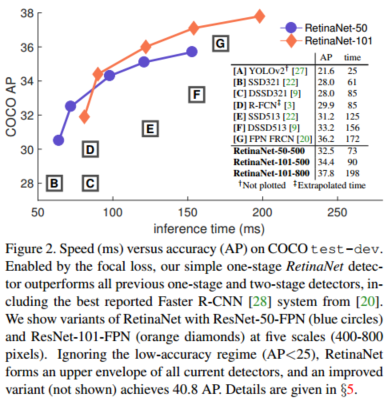 38
36
34
32
30
28
COCO AP
50
100
150
200
250
inference time (ms)
B
C
D
E
F
G
RetinaNet-50
RetinaNet-101
AP time
[A] YOLOv2† [27] 21.6 25
[B] SSD321 [22] 28.0 61
[C] DSSD321 [9] 28.0 85
[D] R-FCN‡ [3] 29.9 85
[E] SSD513 [22] 31.2 125
[F] DSSD513 [9] 33.2 156
[G] FPN FRCN [20] 36.2 172
RetinaNet-50-500 32.5 73
RetinaNet-101-500 34.4 90
RetinaNet-101-800 37.8 198
†Not plotted ‡Extrapolated time
Figure 2. Speed (ms) versus accuracy (AP) on COCO test-dev.
Enabled by the focal loss, our simple one-stage RetinaNet detec-
tor outperforms all previous one-stage and two-stage detectors, in-
cluding the best reported Faster R-CNN [28] system from [20].
We show variants of RetinaNet with ResNet-50-FPN (blue circles)
and ResNet-101-FPN (orange diamonds) at five scales (400-800
pixels). Ignoring the low-accuracy regime (AP<25), RetinaNet
forms an upper envelope of all current detectors, and an improved
variant (not shown) achieves 40.8 AP. Details are given in §5.